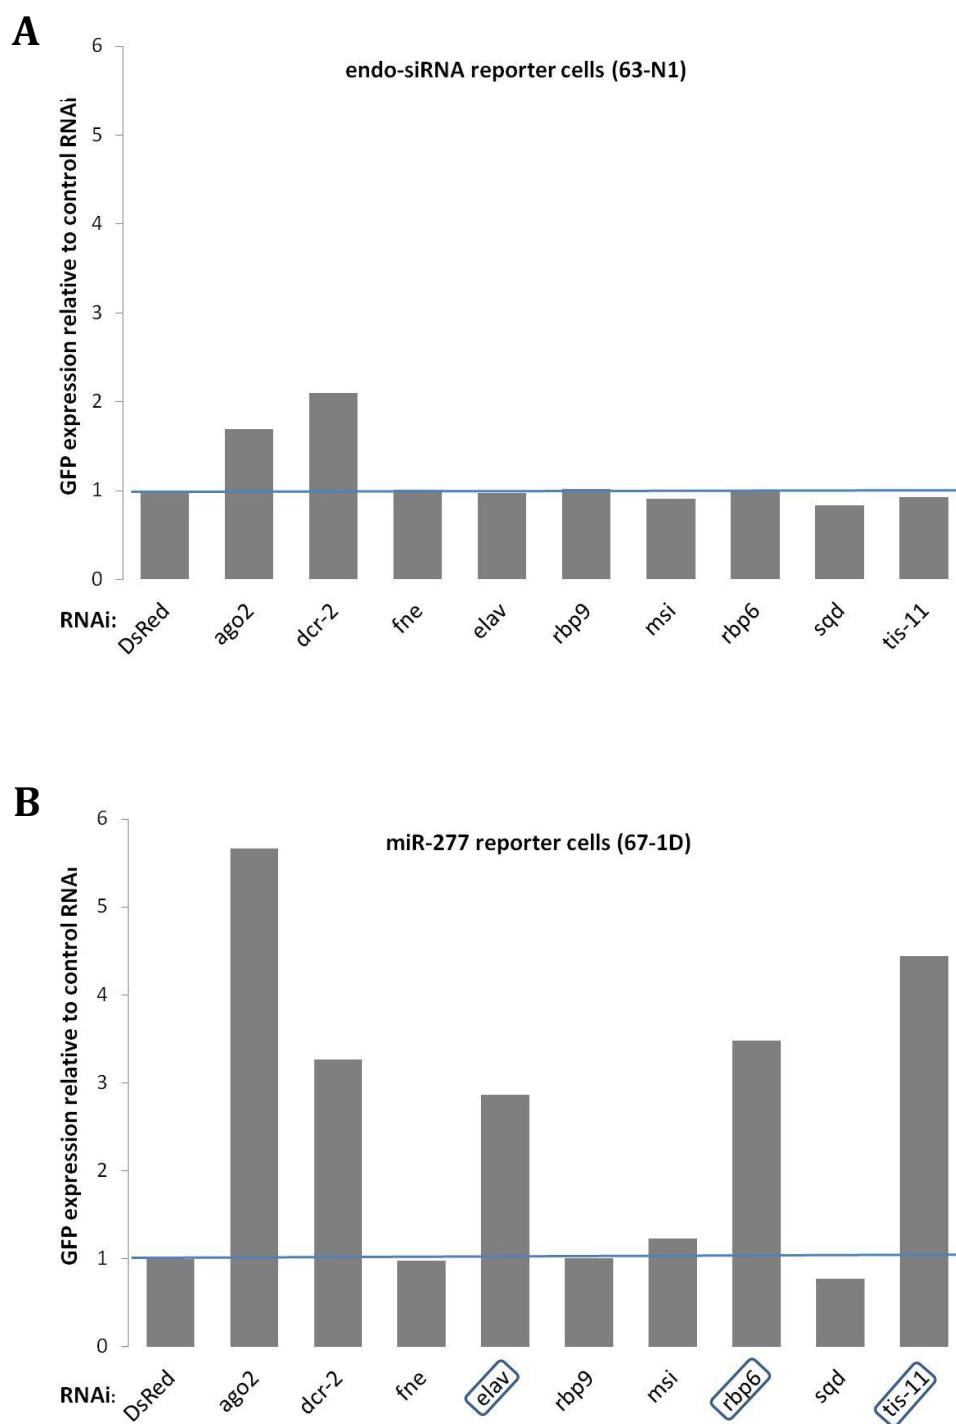 A
endo-siRNA reporter cells (63-N1)
GFP expression relative to control RNAi
6
5
4
3
2
1
0
RNAi:
DsRed
ago2
dcr-2
fne
elav
rbp9
msi
rbp6
sqd
tis-11
B
miR-277 reporter cells (67-1D)
GFP expression relative to control RNAi
6
5
4
3
2
1
0
RNAi:
DsRed
ago2
dcr-2
fne
elav
rbp9
msi
rbp6
sqd
tis-11